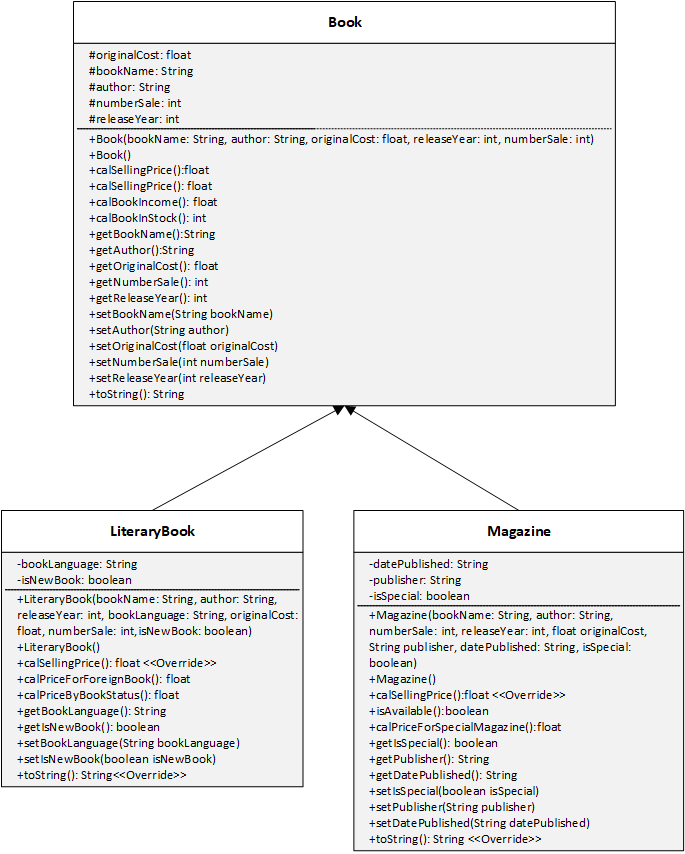 Book
#originalCost: float
#bookName: String
#author: String
#numberSale: int
#releaseYear: int
+Book(bookName: String, author: String, originalCost: float, releaseYear: int, numberSale: int)
+Book()
+calSellingPrice():float
+calSellingPrice(): float
+calBookIncome(): float
+calBookInStock(): int
+getBookName():String
+getAuthor():String
+getOriginalCost(): float
+getNumberSale(): int
+getReleaseYear(): int
+setBookName(String bookName)
+setAuthor(String author)
+setOriginalCost(float originalCost)
+setNumberSale(int numberSale)
+setReleaseYear(int releaseYear)
+toString(): String
LiteraryBook
-bookLanguage: String
-isNewBook: boolean
+LiteraryBook(bookName: String, author: String,
releaseYear: int, bookLanguage: String, originalCost:
float, numberSale: int,isNewBook: boolean)
+LiteraryBook()
+calSellingPrice(): float <<Override>>
+calPriceForForeignBook(): float
+calPriceByBookStatus(): float
+getBookLanguage(): String
+getIsNewBook(): boolean
+setBookLanguage(String bookLanguage)
+setIsNewBook(boolean isNewBook)
+toString(): String<<Override>>
Magazine
-datePublished: String
-publisher: String
-isSpecial: boolean
+Magazine(bookName: String, author: String,
numberSale: int, releaseYear: int, float originalCost,
String publisher, datePublished: String, isSpecial:
boolean)
+Magazine()
+calSellingPrice():float <<Override>>
+isAvailable():boolean
+calPriceForSpecialMagazine():float
+getIsSpecial(): boolean
+getPublisher(): String
+getDatePublished(): String
+setIsSpecial(boolean isSpecial)
+setPublisher(String publisher)
+setDatePublished(String datePublished)
+toString(): String <<Override>>